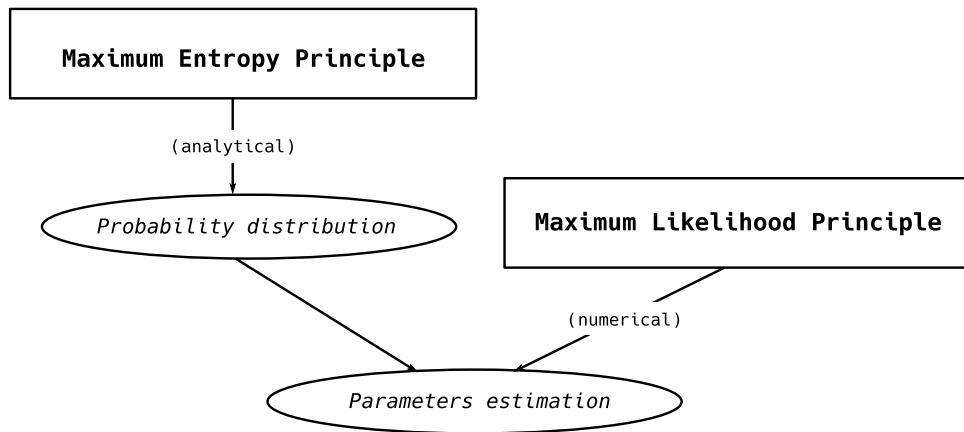 Maximum Entropy Principle
(analytical)
Probability distribution
Maximum Likelihood Principle
(numerical)
Parameters estimation